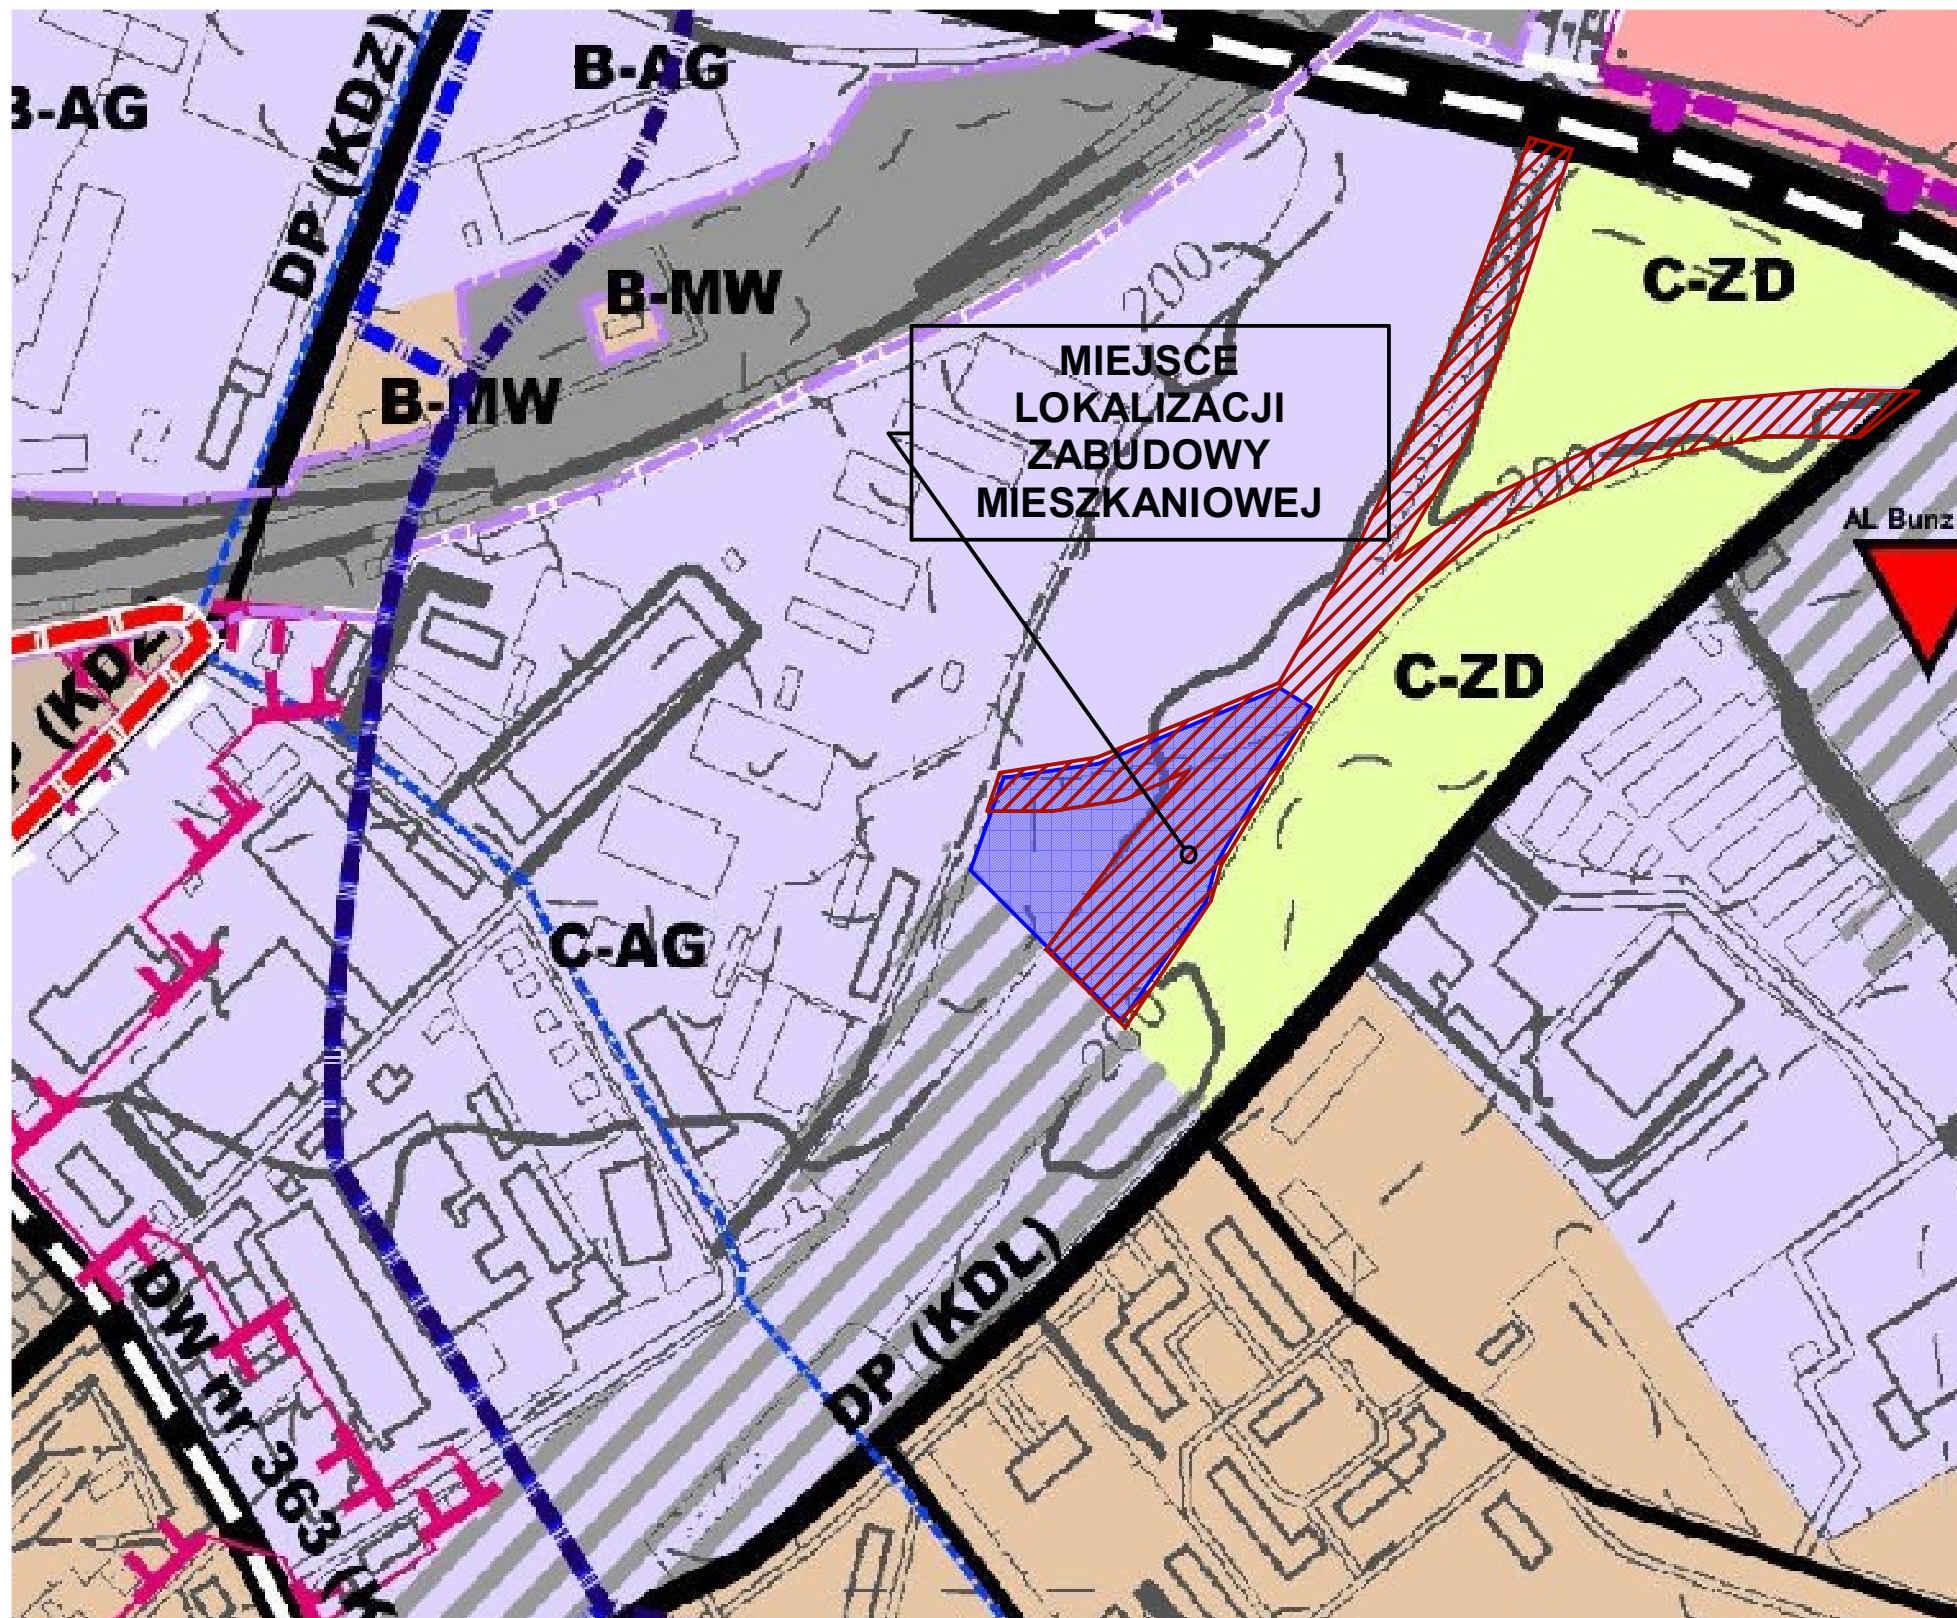 B-AG
B-AG
DP (KDZ)
C-ZD
B-MW
200
B-MW
MIEJSCE
LOKALIZACJI
ZABUDOWY
MIESZKANIOWEJ
200
AL Bunz
(KDZ
C-ZD
C-AG
200
DP (KDL)
DW nr 363 (K